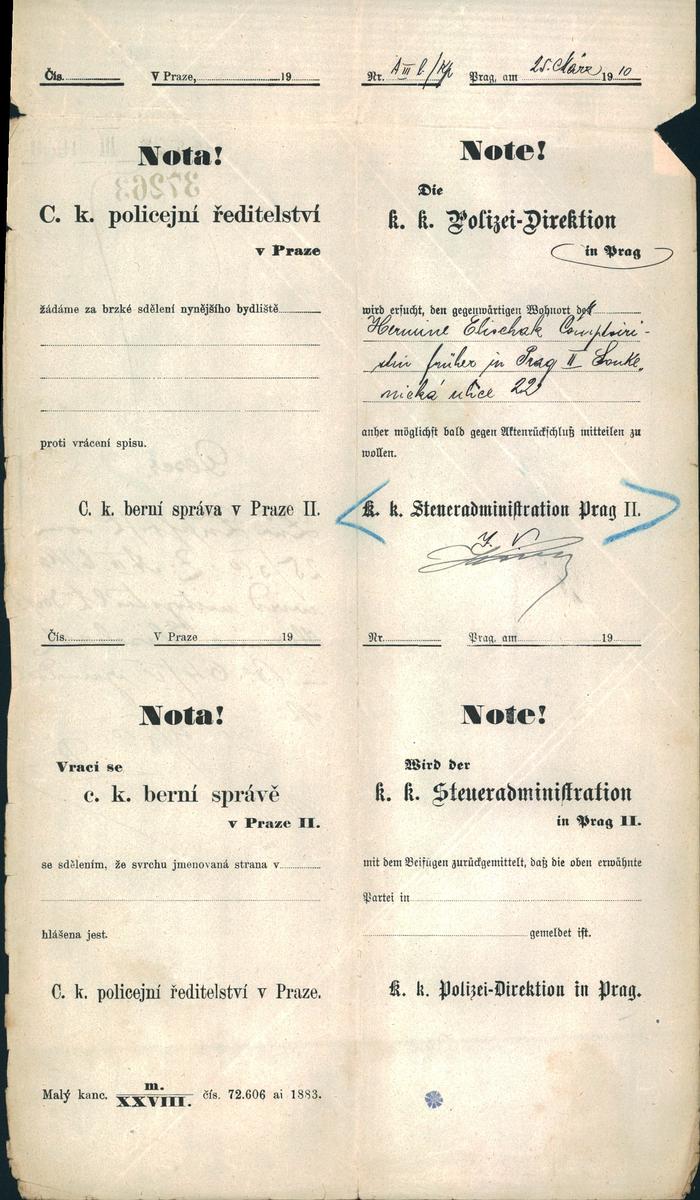 Čís. V Praze, 19
Nota!
37263
C. k. policejní ředitelství
v Praze
žádáme za brzké sdělení nynějšího bydliště
proti vrácení spisu.
C. k. berní správa v Praze II.
Čís. V Praze 19
Nota!
Vrací se
c. k. berní správě
v Praze II.
se sdělením, že svrchu jmenovaná strana v
hlášena jest.
C. k. policejní ředitelství v Praze.
Malý kanc. m. XXVIII. čís. 72.606 ai 1883.
Nr. A III Prag, am 25. März 1910
Note!
Die
k. k. Polizei-Direktion
in Prag
wird ersucht, den gegenwärtigen Wohnort der
Hermine Elischak Comptoiri-
stin früher in Prag II Souke-
nická ulice 22
anher möglichst bald gegen Aktenrückschluß mitteilen zu
wollen.
K. k. Steueradministration Prag II.
I. V.
Nr. Prag, am 19
Note!
Wird der
k. k. Steueradministration
in Prag II.
mit dem Beifügen zurückgemittelt, daß die oben erwähnte
Partei in
gemeldet ist.
K. k. Polizei-Direktion in Prag.